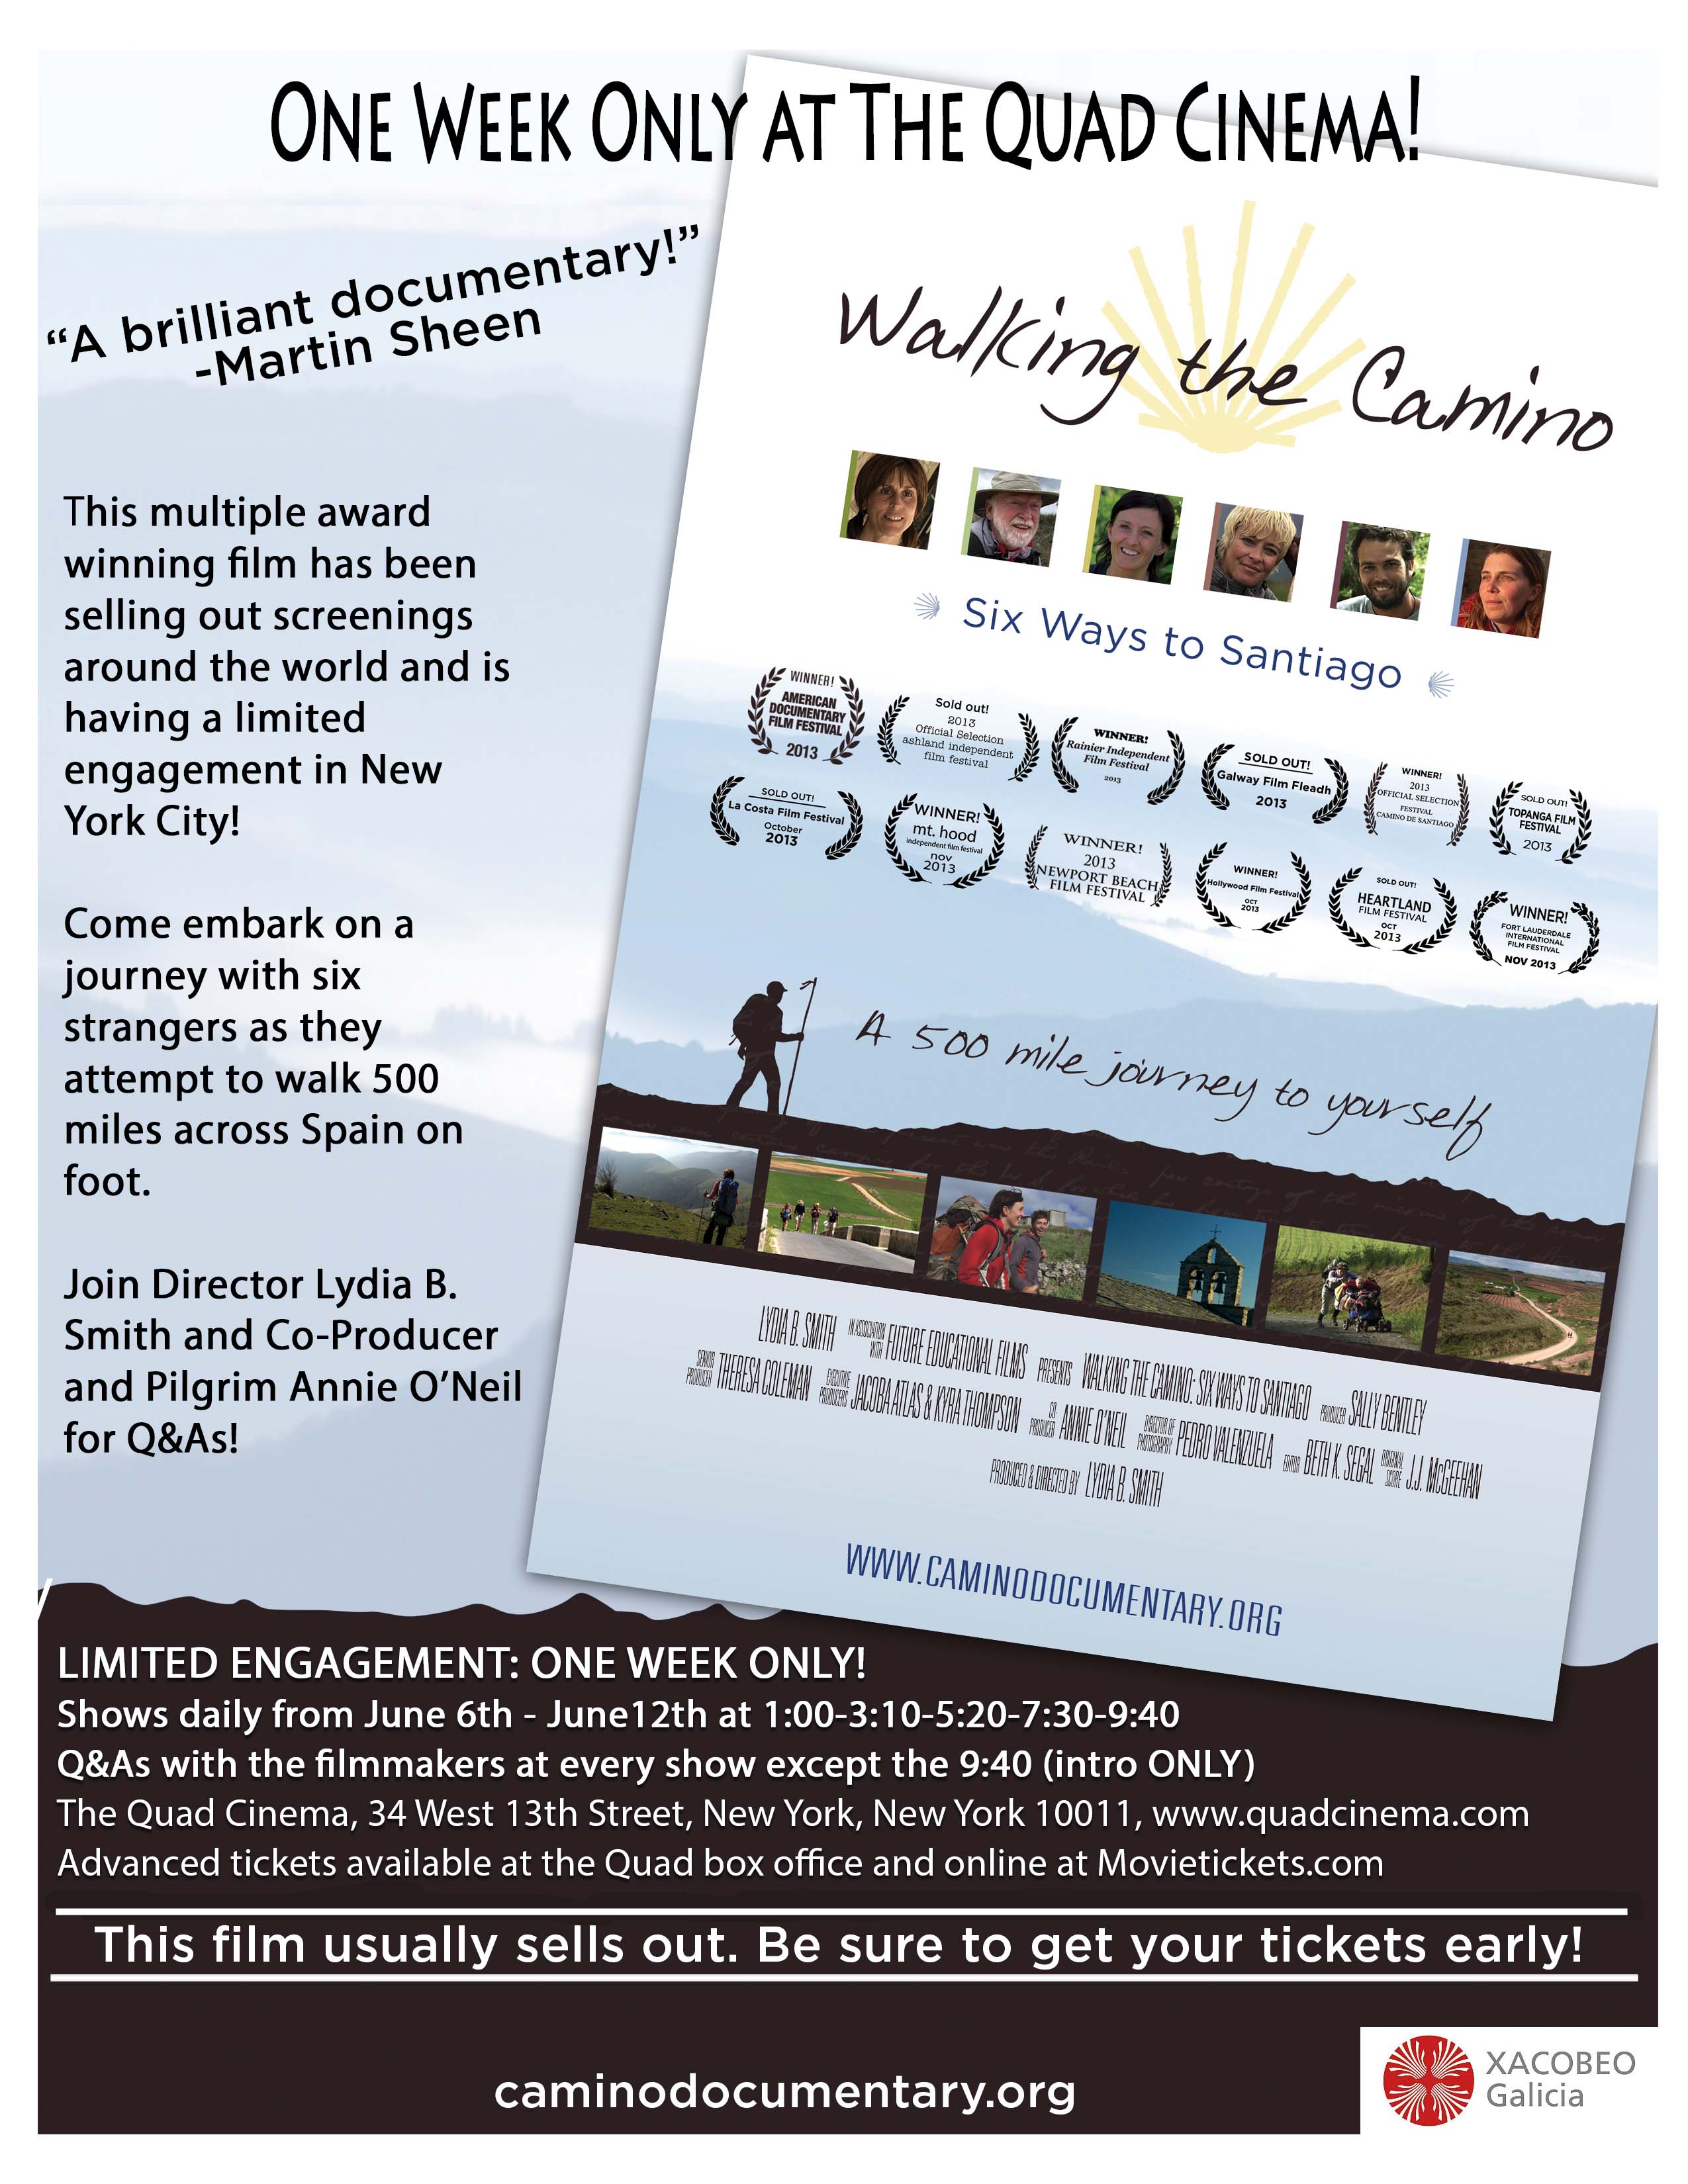 ONE WEEK ONLY AT THE QUAD CINEMA!
“A brilliant documentary!”
-Martin Sheen
This multiple award
winning film has been
selling out screenings
around the world and is
having a limited
engagement in New
York City!
Come embark on a
journey with six
strangers as they
attempt to walk 500
miles across Spain on
foot.
Join Director Lydia B.
Smith and Co-Producer
and Pilgrim Annie O’Neil
for Q&As!
Walking the Camino
Six Ways to Santiago
WINNER!
AMERICAN
DOCUMENTARY
FILM FESTIVAL
2013
Sold out!
2013
Official Selection
ashland independent
film festival
WINNER!
Rainier Independent
Film Festival
2013
SOLD OUT!
Galway Film Fleadh
2013
WINNER!
2013
OFFICIAL SELECTION
FESTIVAL
CAMINO DE SANTIAGO
SOLD OUT!
TOPANGA FILM
FESTIVAL
2013
SOLD OUT!
La Costa Film Festival
October
2013
WINNER!
mt. hood
independent film festival
nov
2013
WINNER!
2013
NEWPORT BEACH
FILM FESTIVAL
WINNER!
Hollywood Film Festival
OCT
2013
SOLD OUT!
HEARTLAND
FILM FESTIVAL
OCT
2013
WINNER!
FORT LAUDERDALE
INTERNATIONAL
FILM FESTIVAL
NOV 2013
A 500 mile journey to yourself
LYDIA B. SMITH IN ASSOCIATION WITH FUTURE EDUCATIONAL FILMS PRESENTS WALKING THE CAMINO: SIX WAYS TO SANTIAGO PRODUCER SALLY BENTLEY
SENIOR PRODUCER THERESA COLEMAN EXECUTIVE PRODUCERS JACOBA ATLAS & KYRA THOMPSON CO PRODUCER ANNIE O'NEIL DIRECTOR OF PHOTOGRAPHY PEDRO VALENZUELA EDITOR BETH K. SEGAL ORIGINAL SCORE J.J. McGEEHAN
PRODUCED & DIRECTED BY LYDIA B. SMITH
WWW.CAMINODOCUMENTARY.ORG
LIMITED ENGAGEMENT: ONE WEEK ONLY!
Shows daily from June 6th - June12th at 1:00-3:10-5:20-7:30-9:40
Q&As with the filmmakers at every show except the 9:40 (intro ONLY)
The Quad Cinema, 34 West 13th Street, New York, New York 10011, www.quadcinema.com
Advanced tickets available at the Quad box office and online at Movietickets.com
This film usually sells out. Be sure to get your tickets early!
caminodocumentary.org
XACOBEO
Galicia